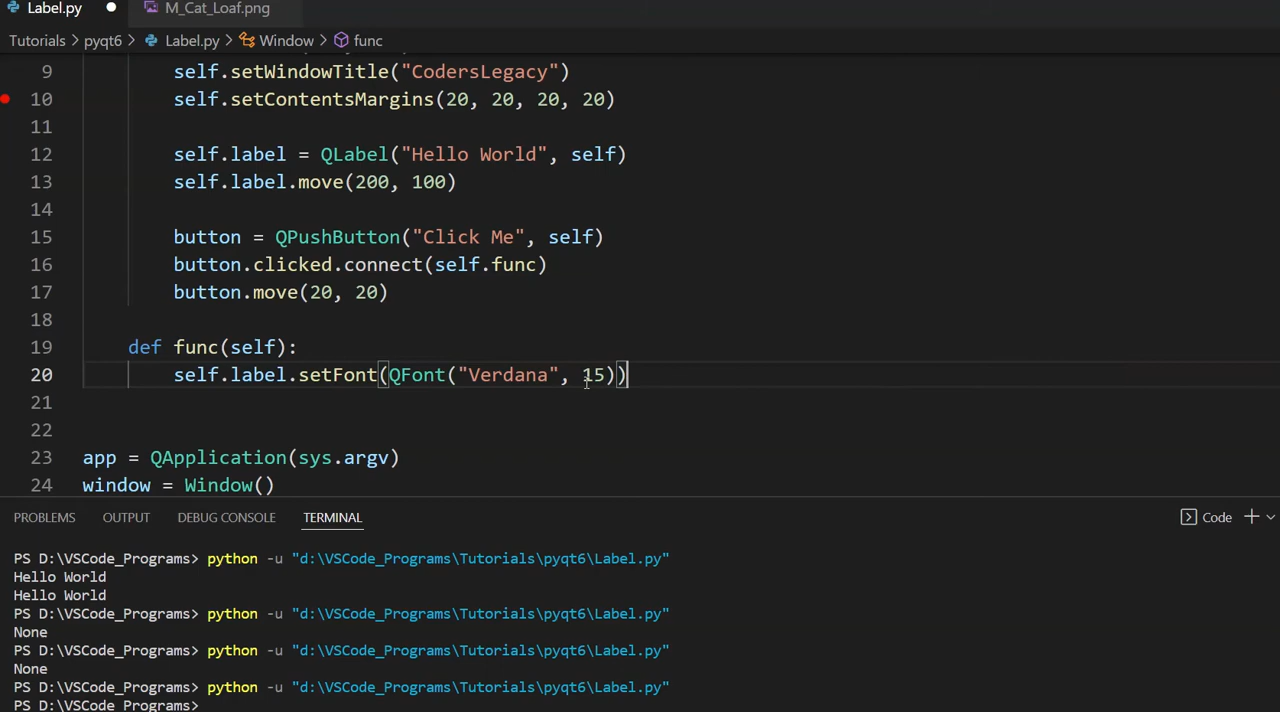 Label.py M_Cat_Loaf.png
Tutorials > pyqt6 > Label.py > Window > func
9 self.setWindowTitle("CodersLegacy")
10 self.setContentsMargins(20, 20, 20, 20)
11
12 self.label = QLabel("Hello World", self)
13 self.label.move(200, 100)
14
15 button = QPushButton("Click Me", self)
16 button.clicked.connect(self.func)
17 button.move(20, 20)
18
19 def func(self):
20 self.label.setFont(QFont("Verdana", 15))
21
22
23 app = QApplication(sys.argv)
24 window = Window()
PROBLEMS OUTPUT DEBUG CONSOLE TERMINAL Code
PS D:\VSCode_Programs> python -u "d:\VSCode_Programs\Tutorials\pyqt6\Label.py"
Hello World
Hello World
PS D:\VSCode_Programs> python -u "d:\VSCode_Programs\Tutorials\pyqt6\Label.py"
None
PS D:\VSCode_Programs> python -u "d:\VSCode_Programs\Tutorials\pyqt6\Label.py"
None
PS D:\VSCode_Programs> python -u "d:\VSCode_Programs\Tutorials\pyqt6\Label.py"
PS D:\VSCode_Programs>